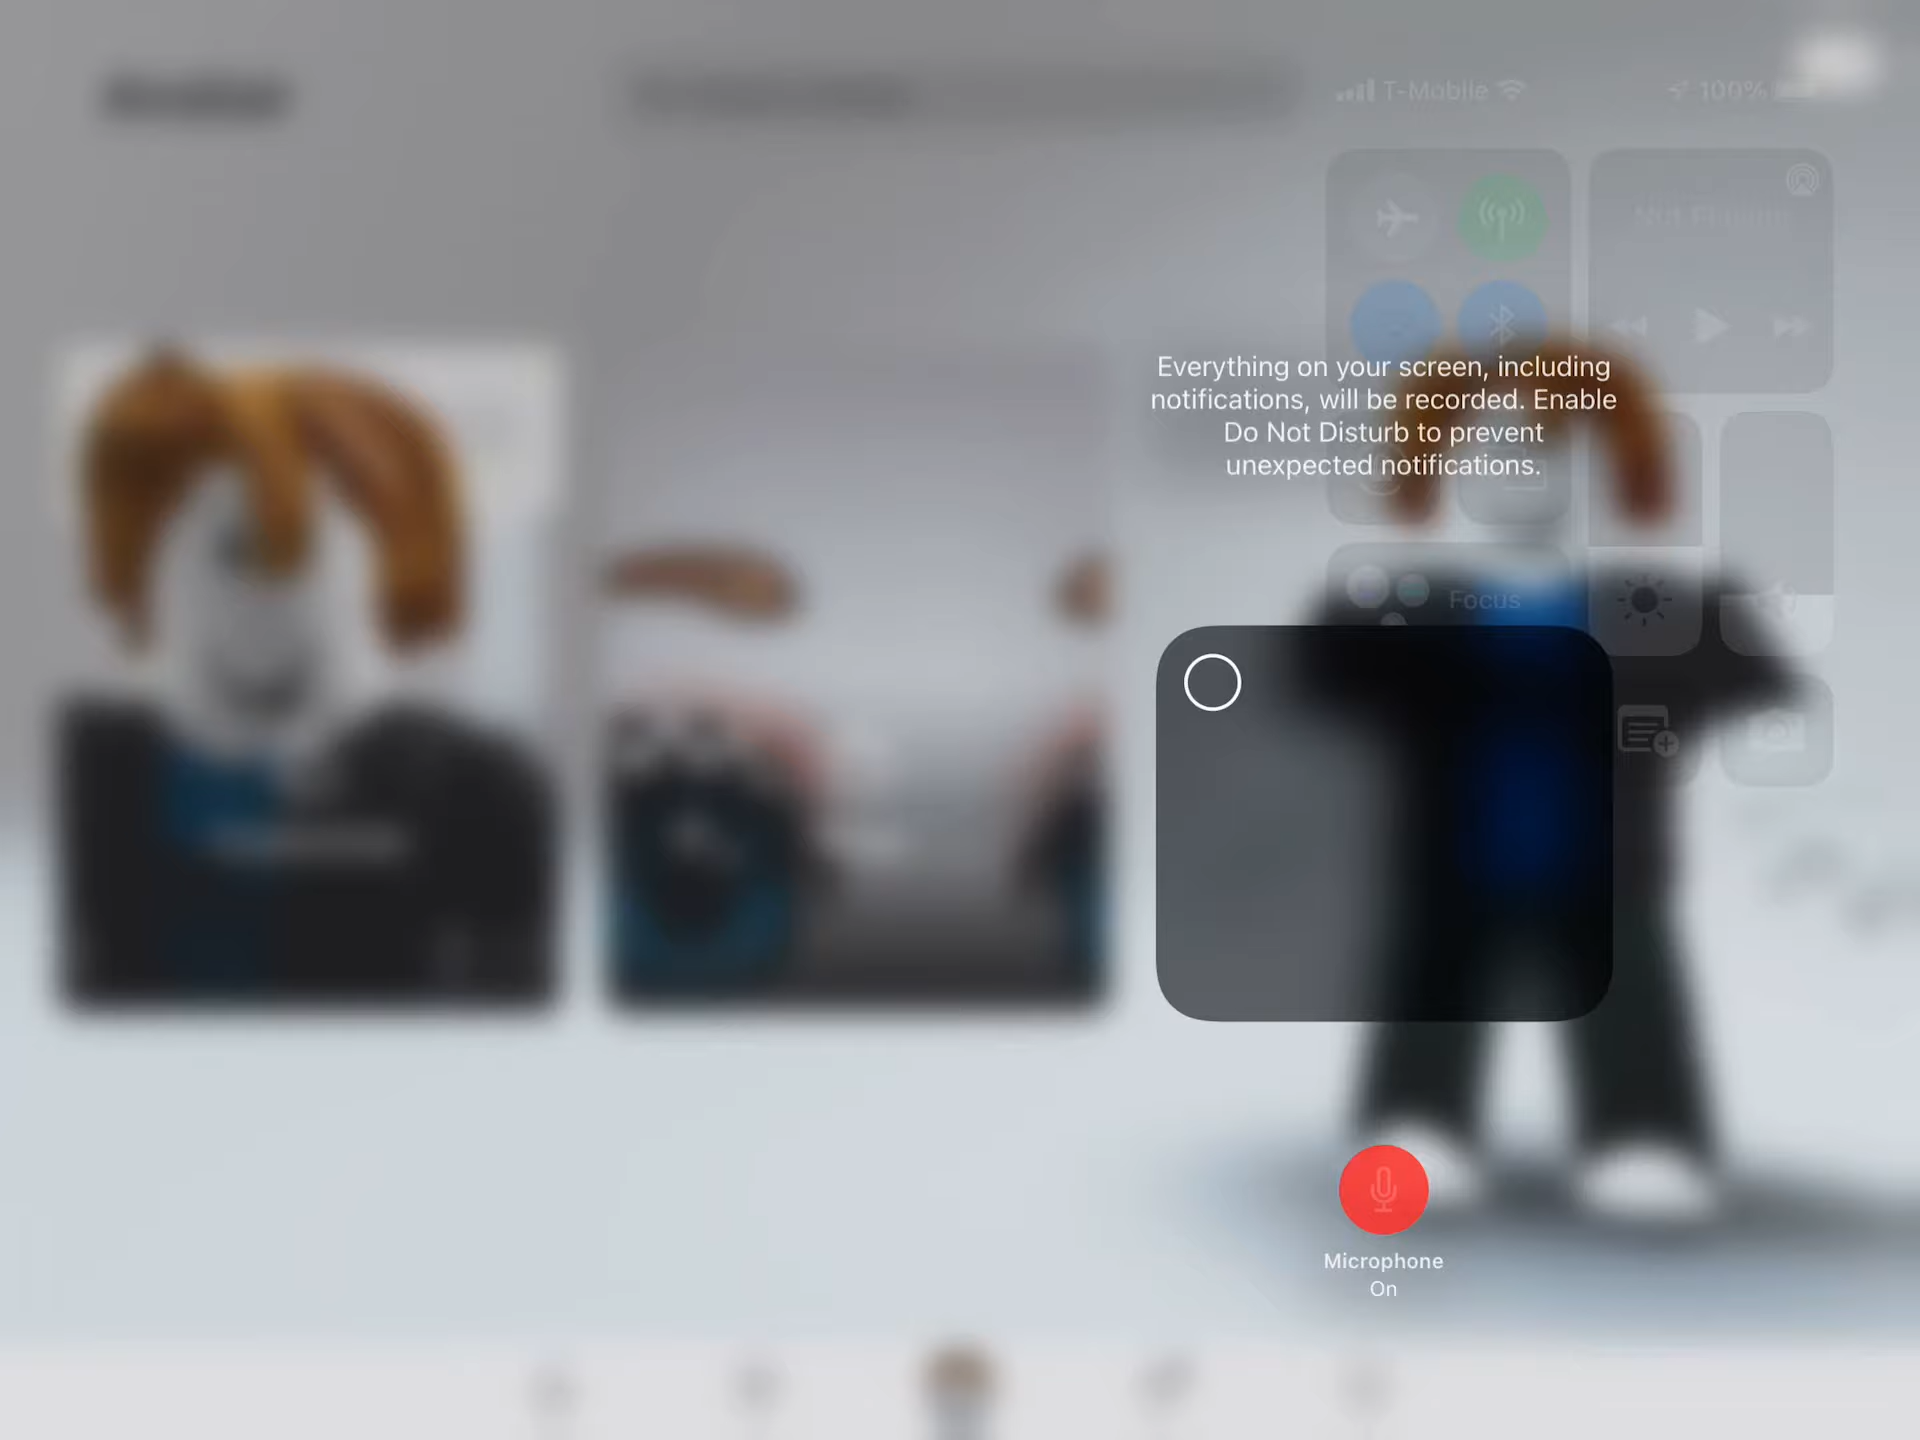 T-Mobile
100%
Everything on your screen, including
notifications, will be recorded. Enable
Do Not Disturb to prevent
unexpected notifications.
Focus
Microphone
On